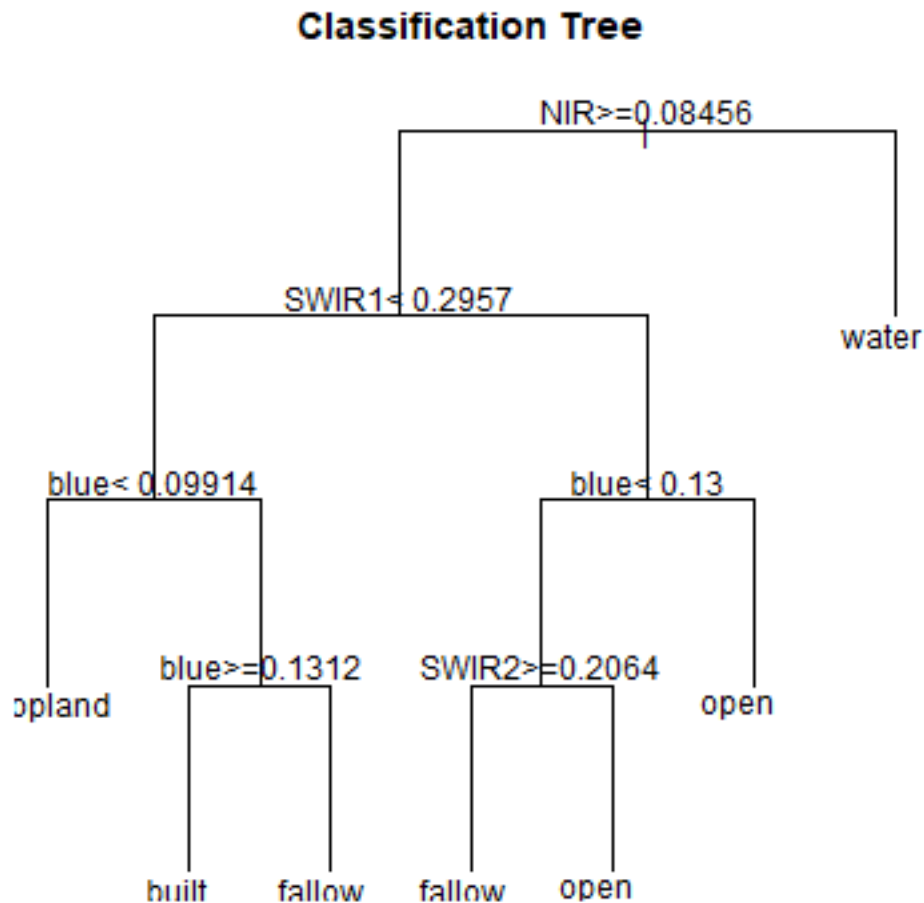 Classification Tree
NIR>=0.08456
SWIR1< 0.2957
water
blue< 0.09914
blue< 0.13
blue>=0.1312
SWIR2>=0.2064
opland
open
built
fallow
fallow
open